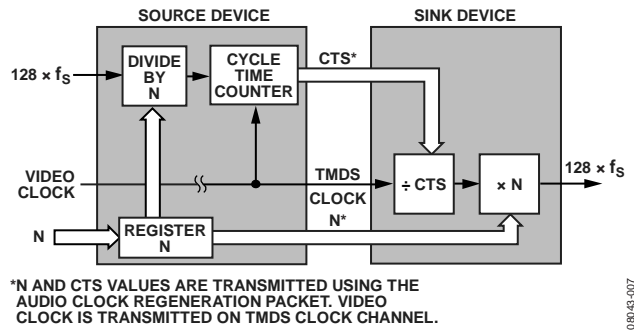 SOURCE DEVICE
SINK DEVICE
128 × fS
DIVIDE
BY
N
CYCLE
TIME
COUNTER
CTS*
VIDEO
CLOCK
TMDS
CLOCK
N*
÷ CTS
× N
128 × fS
N
REGISTER
N
*N AND CTS VALUES ARE TRANSMITTED USING THE
AUDIO CLOCK REGENERATION PACKET. VIDEO
CLOCK IS TRANSMITTED ON TMDS CLOCK CHANNEL.
08043-007